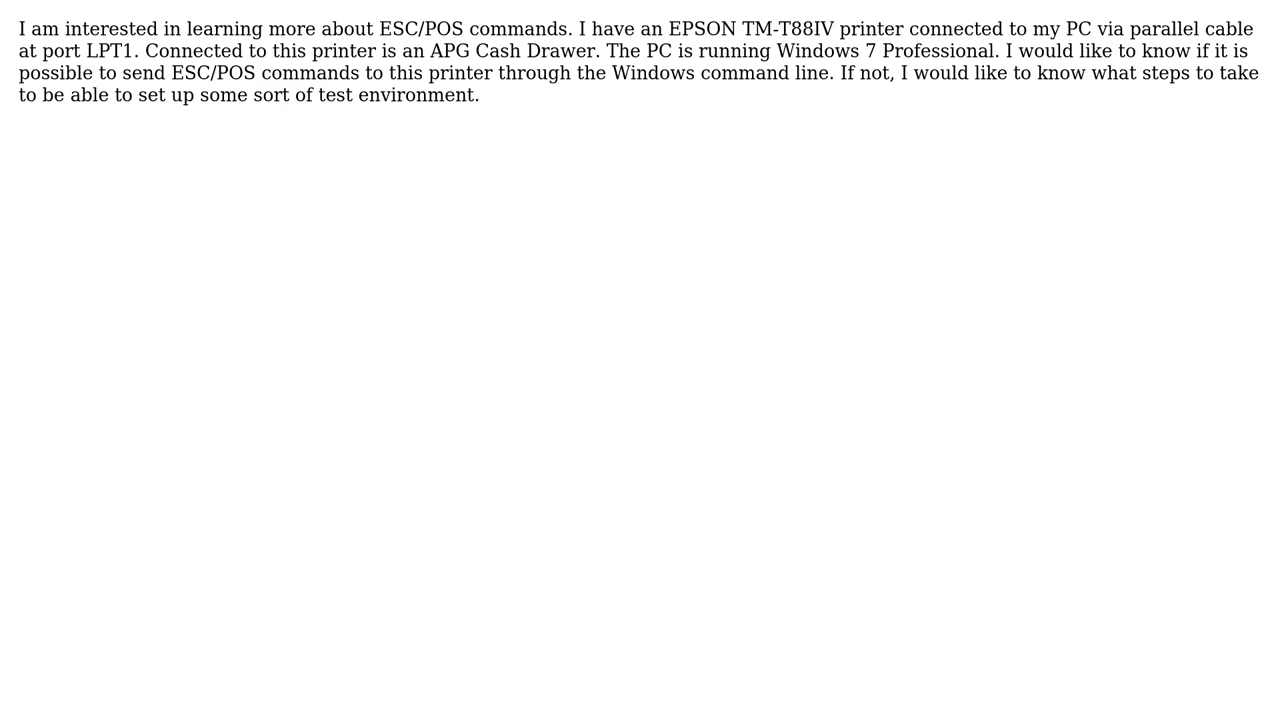 I am interested in learning more about ESC/POS commands. I have an EPSON TM-T88IV printer connected to my PC via parallel cable
at port LPT1. Connected to this printer is an APG Cash Drawer. The PC is running Windows 7 Professional. I would like to know if it is
possible to send ESC/POS commands to this printer through the Windows command line. If not, I would like to know what steps to take
to be able to set up some sort of test environment.